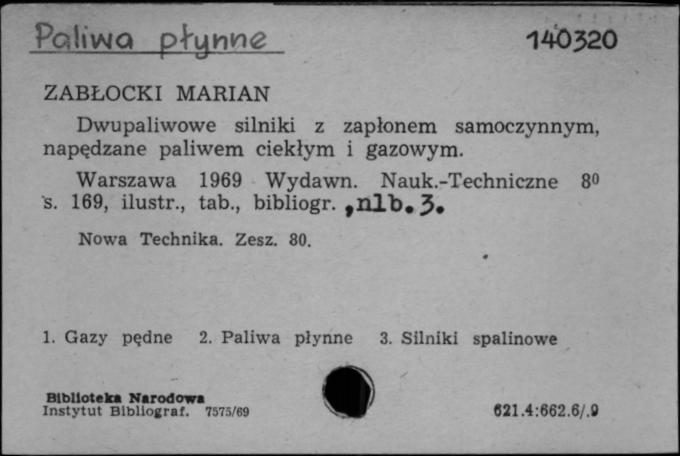 Paliwa płynne 140320
ZABŁOCKI MARIAN
Dwupaliwowe silniki z zapłonem samoczynnym,
napędzane paliwem ciekłym i gazowym.
Warszawa 1969 Wydawn. Nauk.-Techniczne 8⁰
s. 169, ilustr., tab., bibliogr. ,nlb.3.
Nowa Technika. Zesz. 80.
1. Gazy pędne 2. Paliwa płynne 3. Silniki spalinowe
Biblioteka Narodowa
Instytut Bibliograf. 7575/69 621.4:662.6/.9